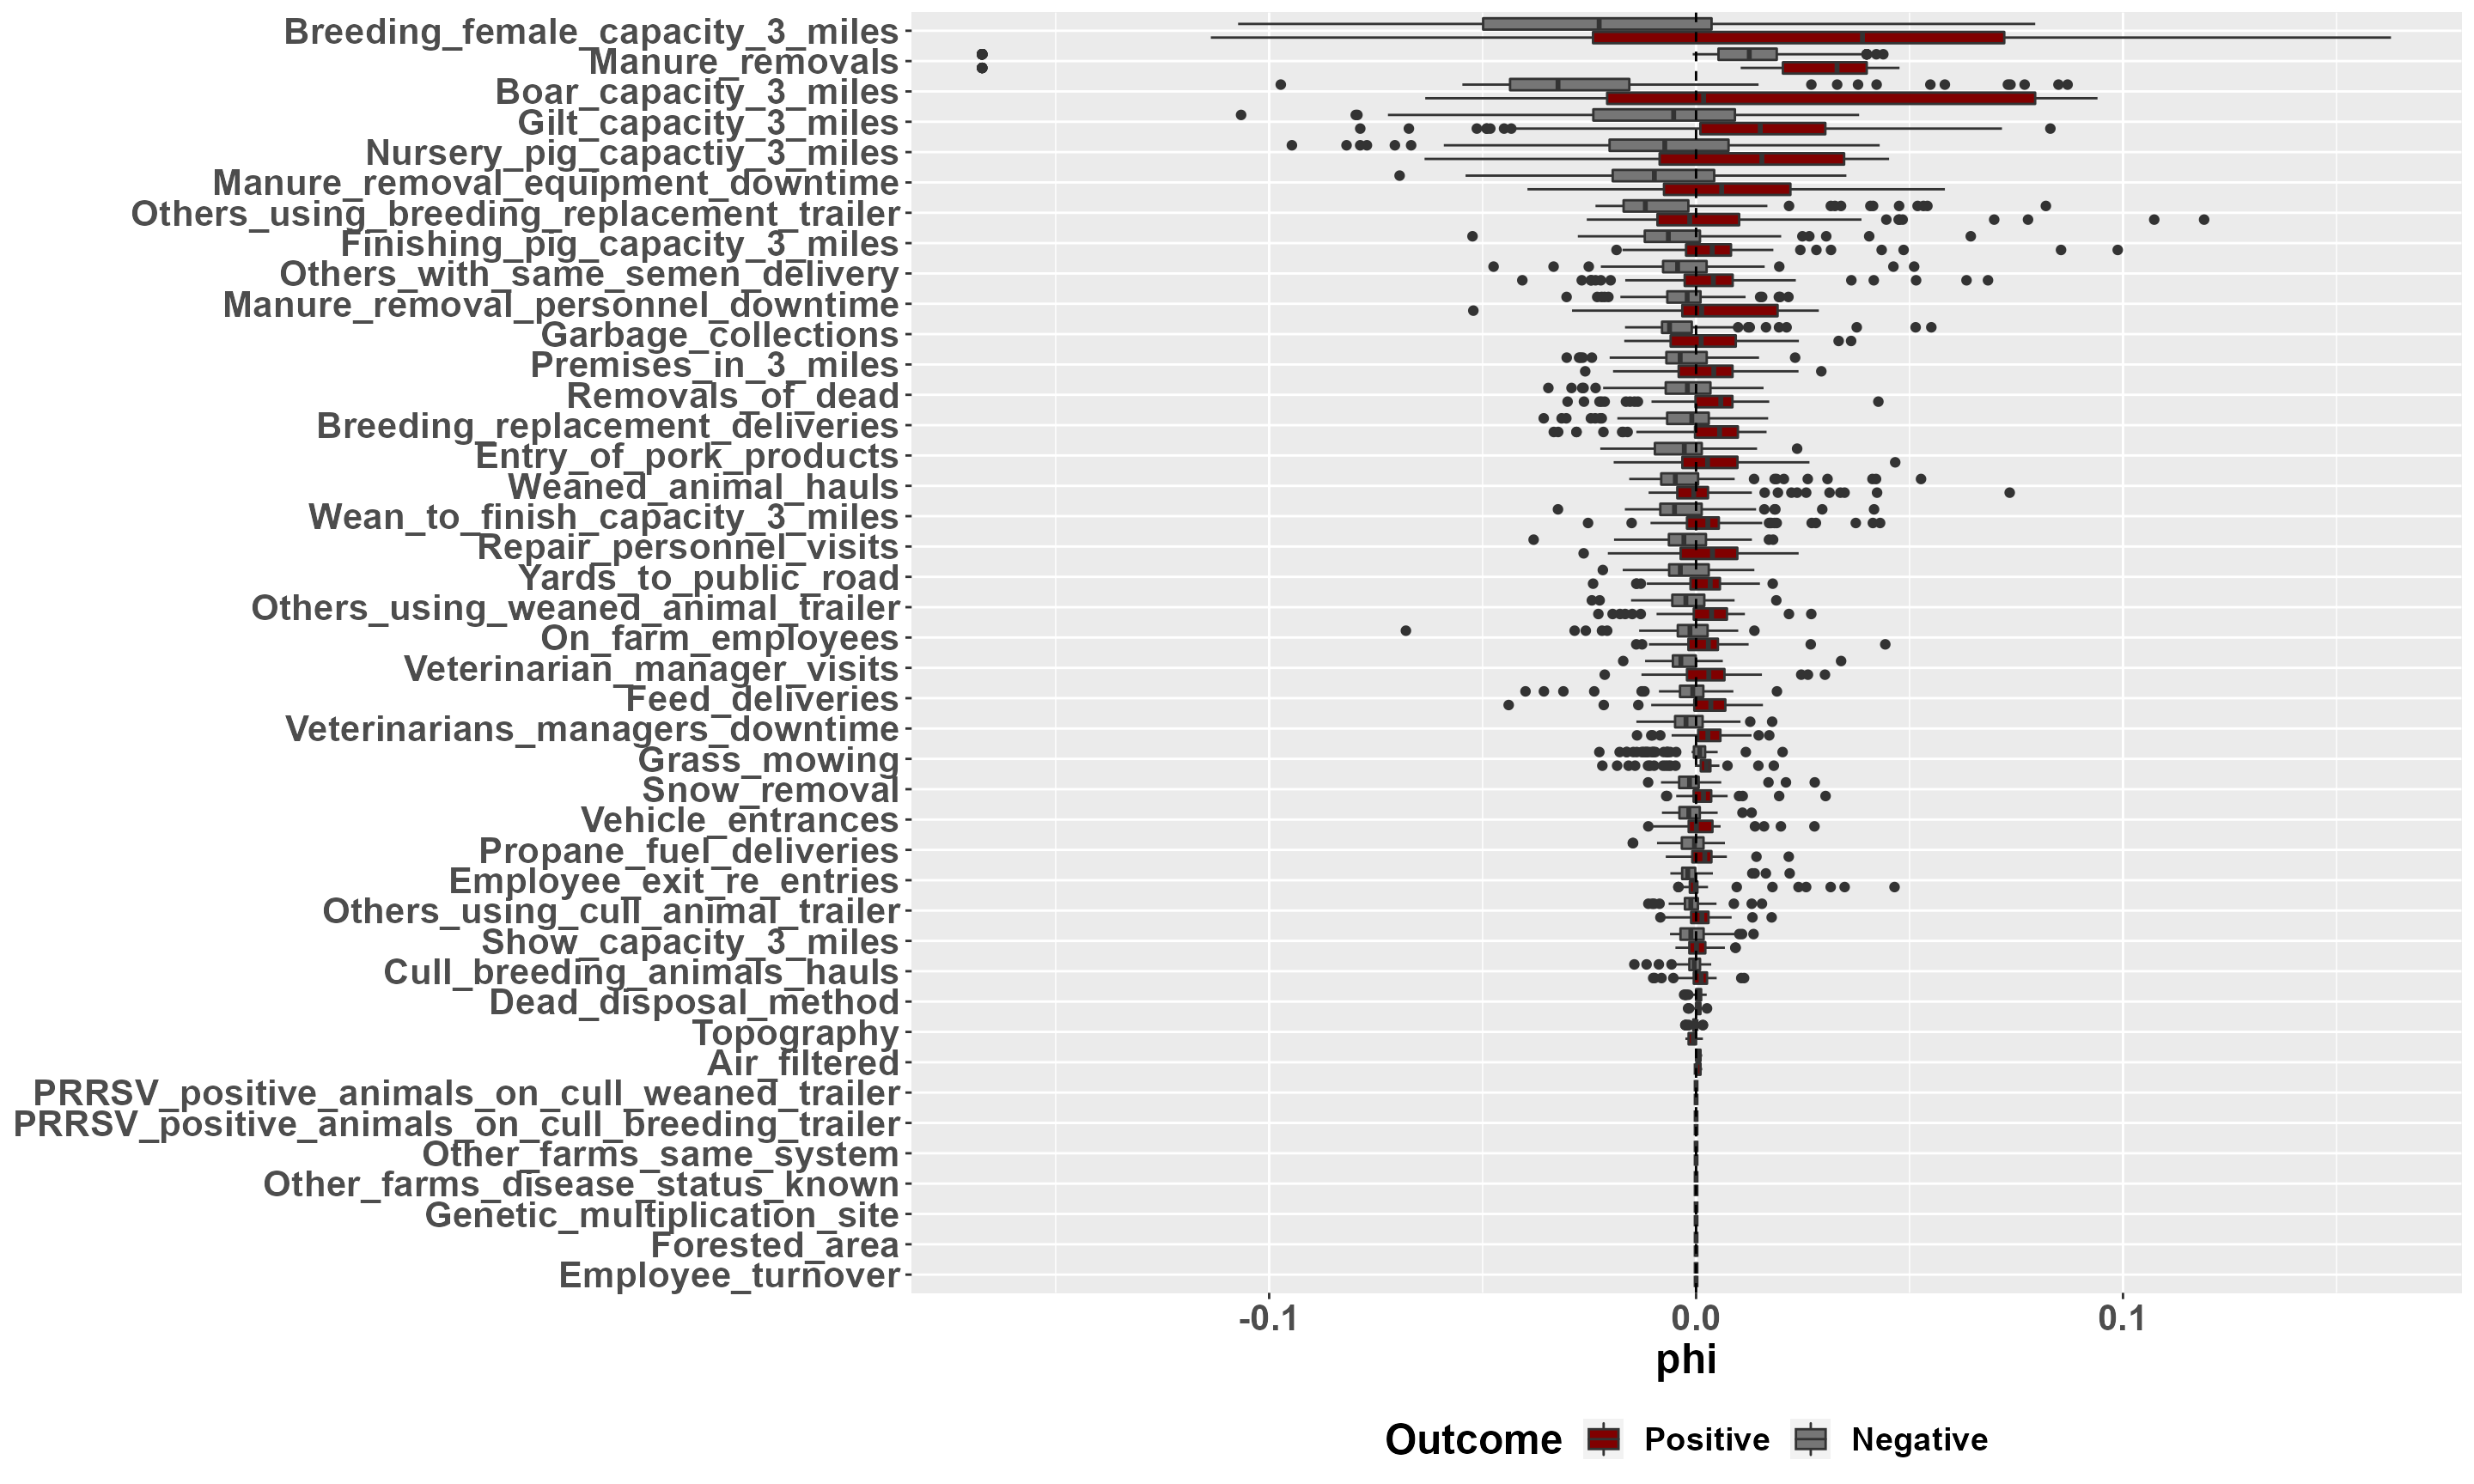 Breeding_female_capacity_3_miles
Manure_removals
Boar_capacity_3_miles
Gilt_capacity_3_miles
Nursery_pig_capactiy_3_miles
Manure_removal_equipment_downtime
Others_using_breeding_replacement_trailer
Finishing_pig_capacity_3_miles
Others_with_same_semen_delivery
Manure_removal_personnel_downtime
Garbage_collections
Premises_in_3_miles
Removals_of_dead
Breeding_replacement_deliveries
Entry_of_pork_products
Weaned_animal_hauls
Wean_to_finish_capacity_3_miles
Repair_personnel_visits
Yards_to_public_road
Others_using_weaned_animal_trailer
On_farm_employees
Veterinarian_manager_visits
Feed_deliveries
Veterinarians_managers_downtime
Grass_mowing
Snow_removal
Vehicle_entrances
Propane_fuel_deliveries
Employee_exit_re_entries
Others_using_cull_animal_trailer
Show_capacity_3_miles
Cull_breeding_animals_hauls
Dead_disposal_method
Topography
Air_filtered
PRRSV_positive_animals_on_cull_weaned_trailer
PRRSV_positive_animals_on_cull_breeding_trailer
Other_farms_same_system
Other_farms_disease_status_known
Genetic_multiplication_site
Forested_area
Employee_turnover
-0.1 0.0 0.1
phi
Outcome Positive Negative